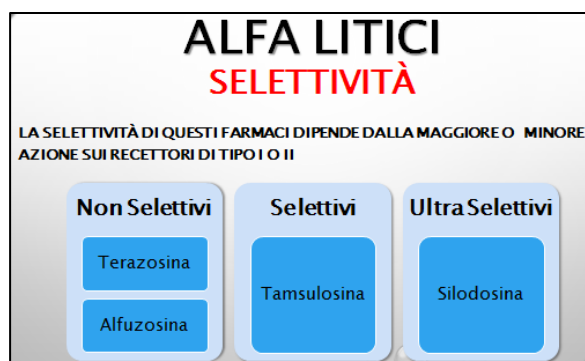 ALFA LITICI
SELETTIVITÀ
LA SELETTIVITÀ DI QUESTI FARMACI DIPENDE DALLA MAGGIORE O MINORE
AZIONE SUI RECETTORI DI TIPO I O II
Non Selettivi
Terazosina
Alfuzosina
Selettivi
Tamsulosina
Ultra Selettivi
Silodosina